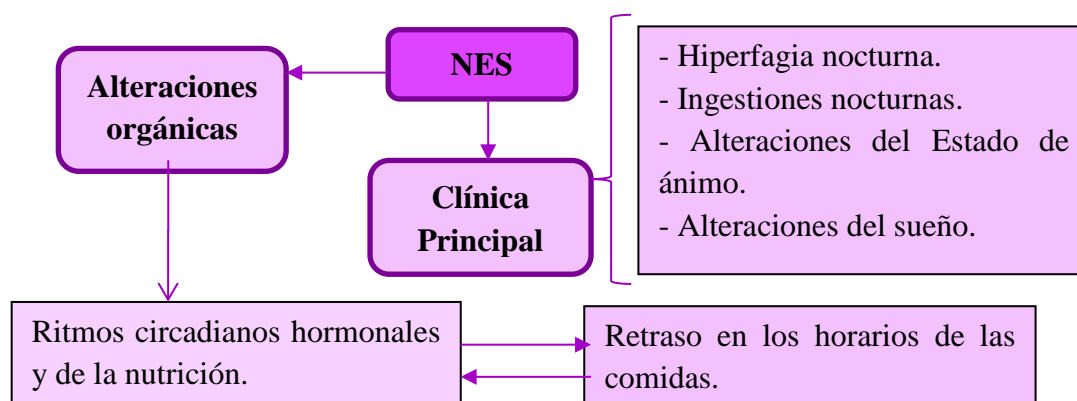 NES
Alteraciones
orgánicas
Clínica
Principal
- Hiperfagia nocturna.
- Ingestiones nocturnas.
- Alteraciones del Estado de
ánimo.
- Alteraciones del sueño.
Ritmos circadianos hormonales
y de la nutrición.
Retraso en los horarios de las
comidas.